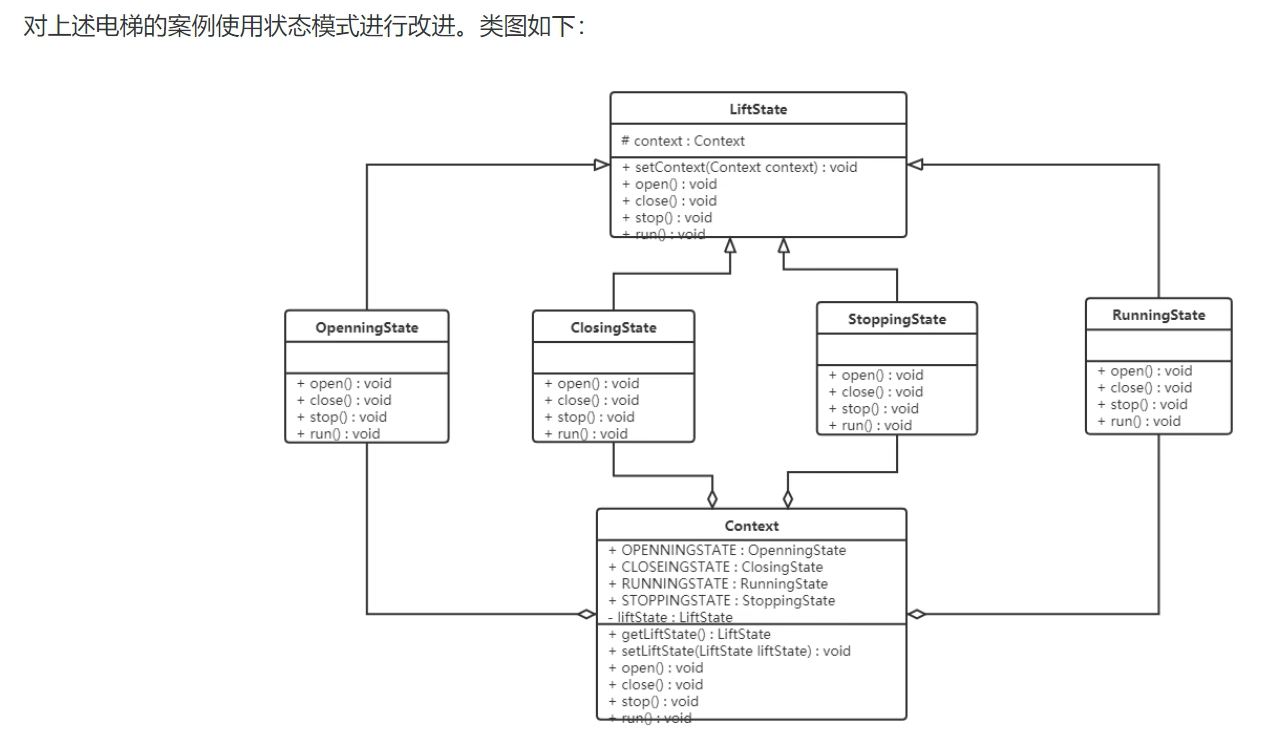 对上述电梯的案例使用状态模式进行改进。类图如下：
LiftState
# context : Context
+ setContext(Context context) : void
+ open() : void
+ close() : void
+ stop() : void
+ run() : void
OpenningState
+ open() : void
+ close() : void
+ stop() : void
+ run() : void
ClosingState
+ open() : void
+ close() : void
+ stop() : void
+ run() : void
StoppingState
+ open() : void
+ close() : void
+ stop() : void
+ run() : void
RunningState
+ open() : void
+ close() : void
+ stop() : void
+ run() : void
Context
+ OPENNINGSTATE : OpenningState
+ CLOSEINGSTATE : ClosingState
+ RUNNINGSTATE : RunningState
+ STOPPINGSTATE : StoppingState
- liftState : LiftState
+ getLiftState() : LiftState
+ setLiftState(LiftState liftState) : void
+ open() : void
+ close() : void
+ stop() : void
+ run() : void